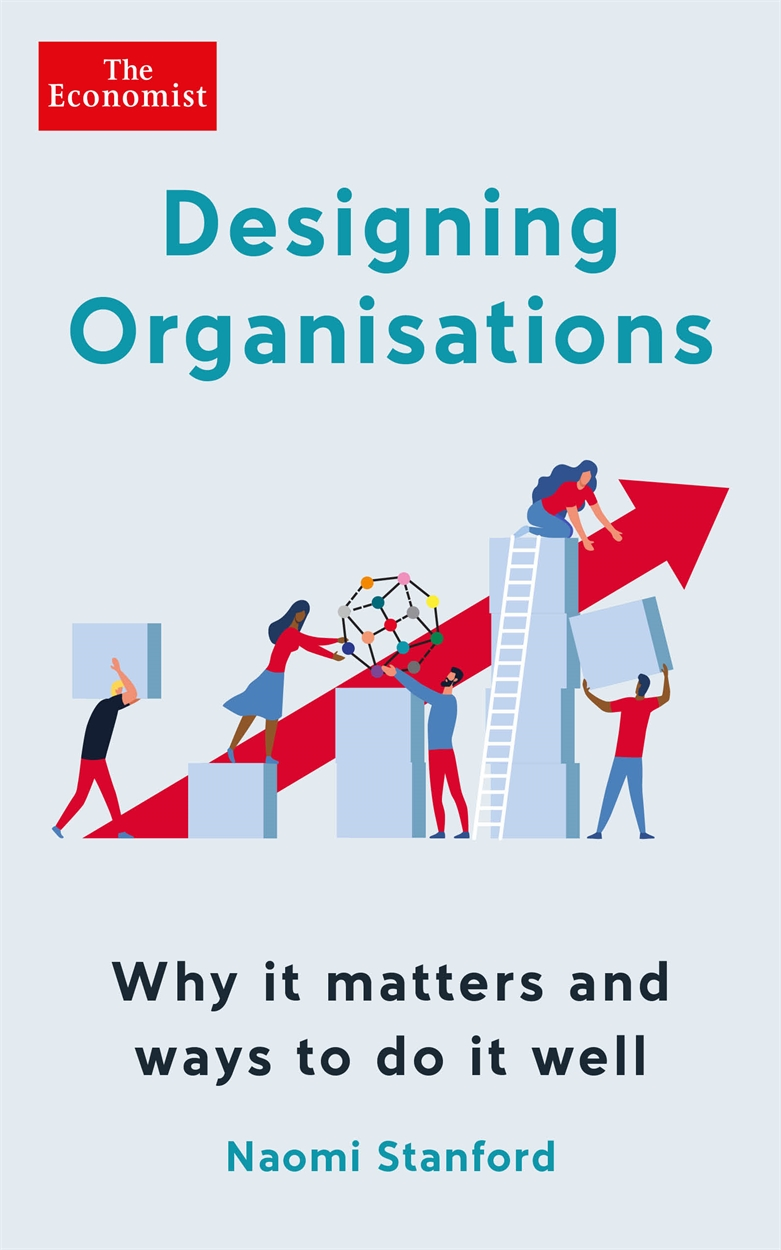 The
Economist
Designing
Organisations
Why it matters and
ways to do it well
Naomi Stanford